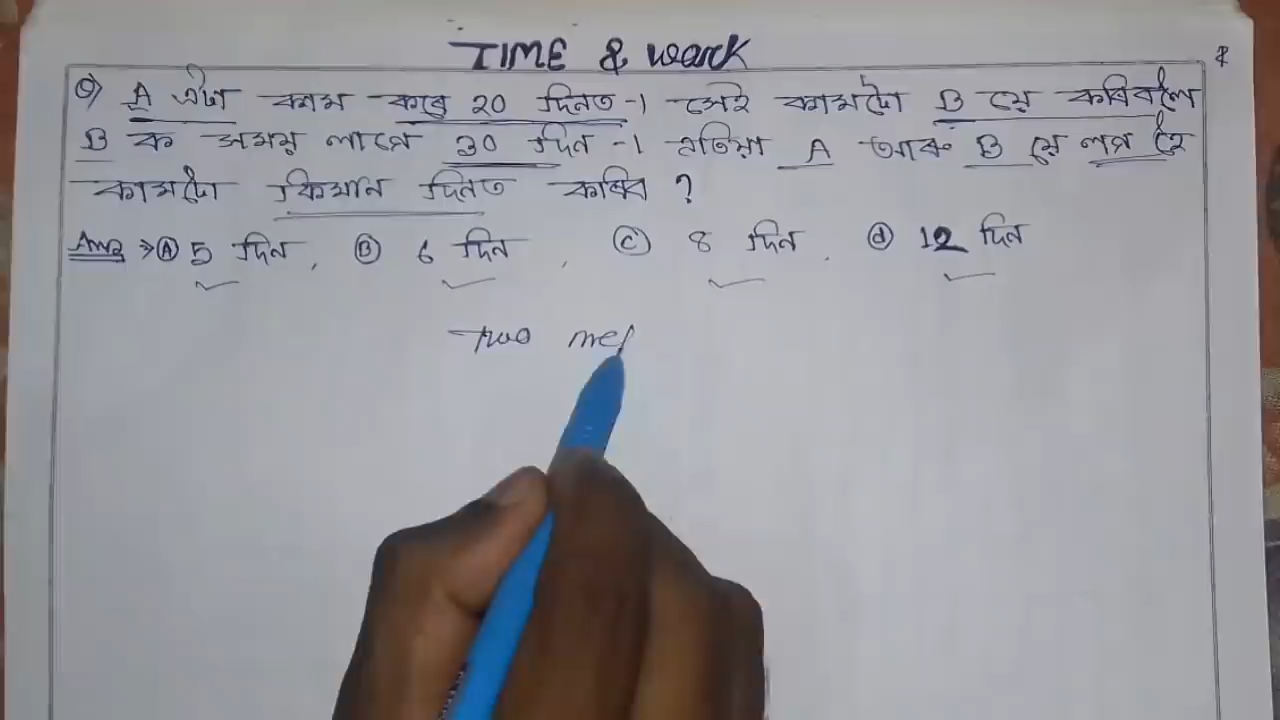 TIME & Wark
Q) A এটা কাম কৰে 20 দিনত -। সেই কামটো B য়ে কৰিবলৈ
B ক সময় লাগে 30 দিন -। এতিয়া A আৰু B য়ে লগ হৈ
কামটো কিমান দিনত কৰিব ?
Ans → Ⓐ 5 দিন , Ⓑ 6 দিন , Ⓒ 8 দিন . ⓓ 12 দিন
Two met